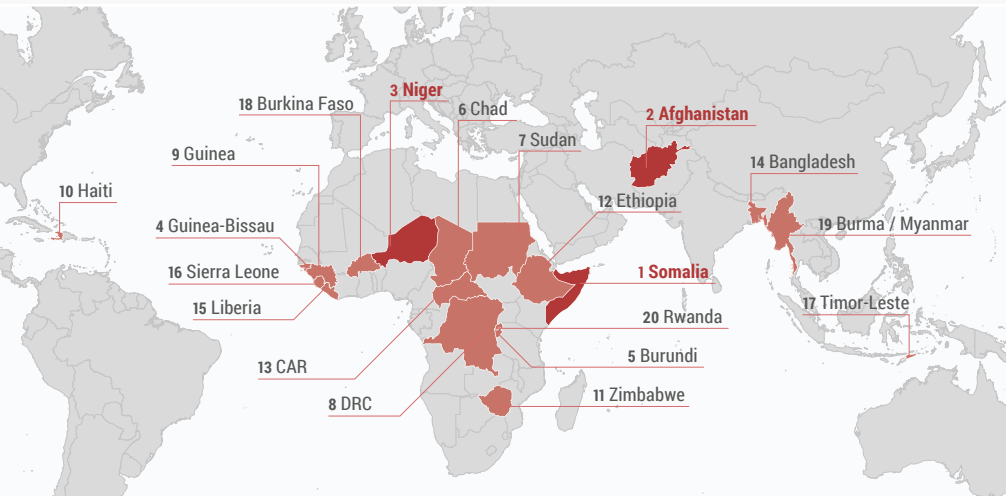 3 Niger
18 Burkina Faso
6 Chad
2 Afghanistan
7 Sudan
9 Guinea
14 Bangladesh
10 Haiti
12 Ethiopia
4 Guinea-Bissau
19 Burma / Myanmar
16 Sierra Leone
1 Somalia
15 Liberia
17 Timor-Leste
20 Rwanda
5 Burundi
13 CAR
11 Zimbabwe
8 DRC